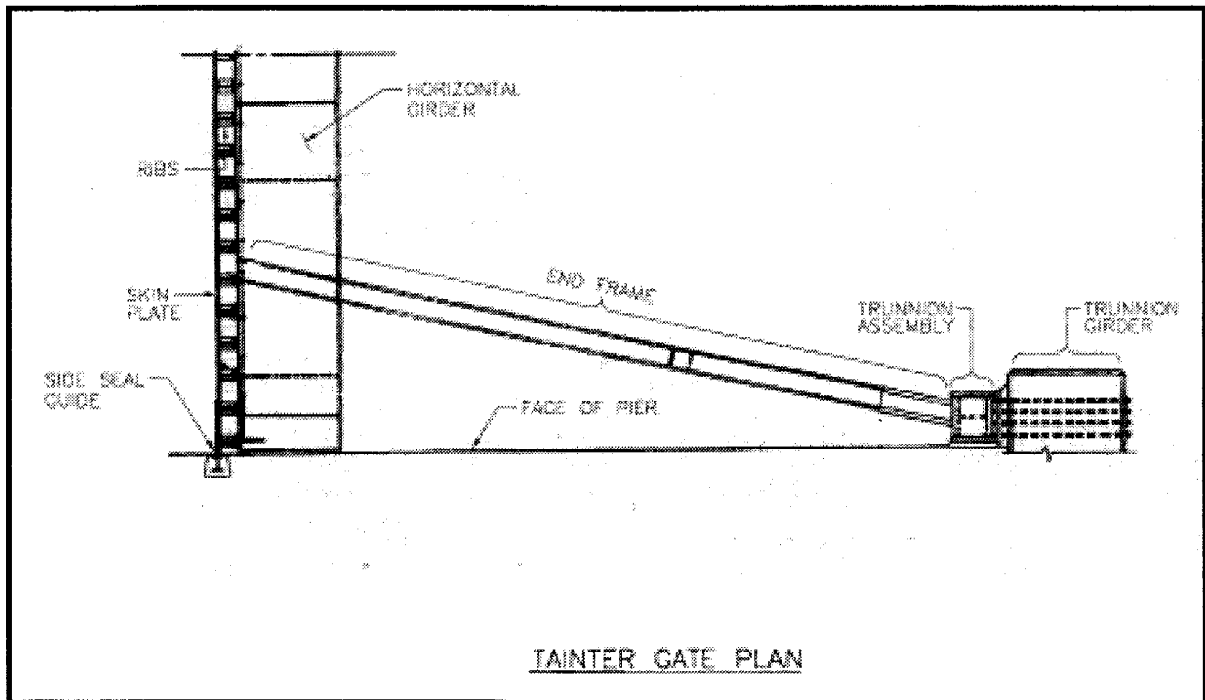 HORIZONTAL
GIRDER
RIBS
END FRAME
SKIN
PLATE
TRUNNION
ASSEMBLY
TRUNNION
GIRDER
SIDE SEAL
GUIDE
FACE OF PIER
TAINTER GATE PLAN